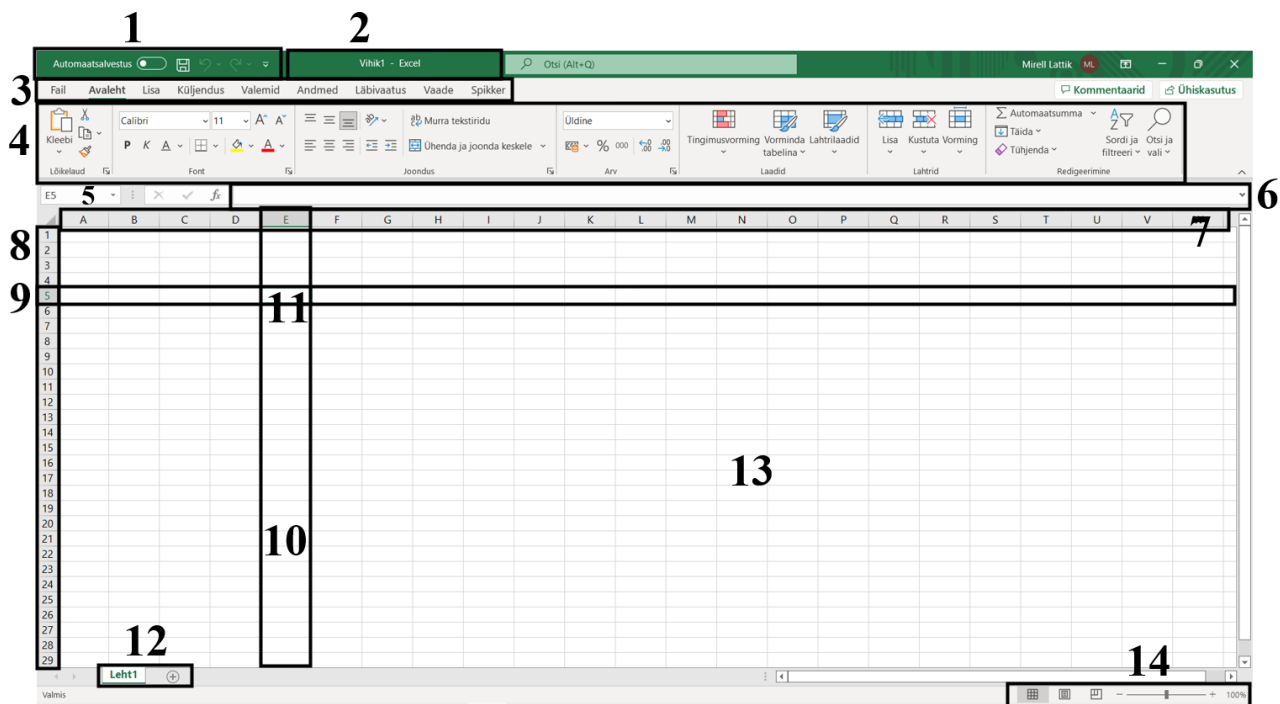 1 2
Automaatsalvestus Vihik1 - Excel Otsi (Alt+Q) Mirell Lattik ML
3 Fail Avaleht Lisa Küljendus Valemid Andmed Läbivaatus Vaade Spikker Kommentaarid Ühiskasutus
4
Kleebi
Lõikelaud
Calibri 11 A A
P K A A
Font
Murra tekstiridu
Ühenda ja joonda keskele
Joondus
Üldine
% 000
Arv
Tingimusvorming Vorminda tabelina Lahtrilaadid
Laadid
Lisa Kustuta Vorming
Lahtrid
Automaatsumma
Täida
Tühjenda
Sordi ja filtreeri
Otsi ja vali
Redigeerimine
E5 5 fx 6
A B C D E F G H I J K L M N O P Q R S T U V 7
8 1
2
3
4
9 5 11
6
7
8
9
10
11
12
13
14
15
16 13
17
18
19
20
21 10
22
23
24
25
26
27
28 12
29 14
Leht1
Valmis 100%